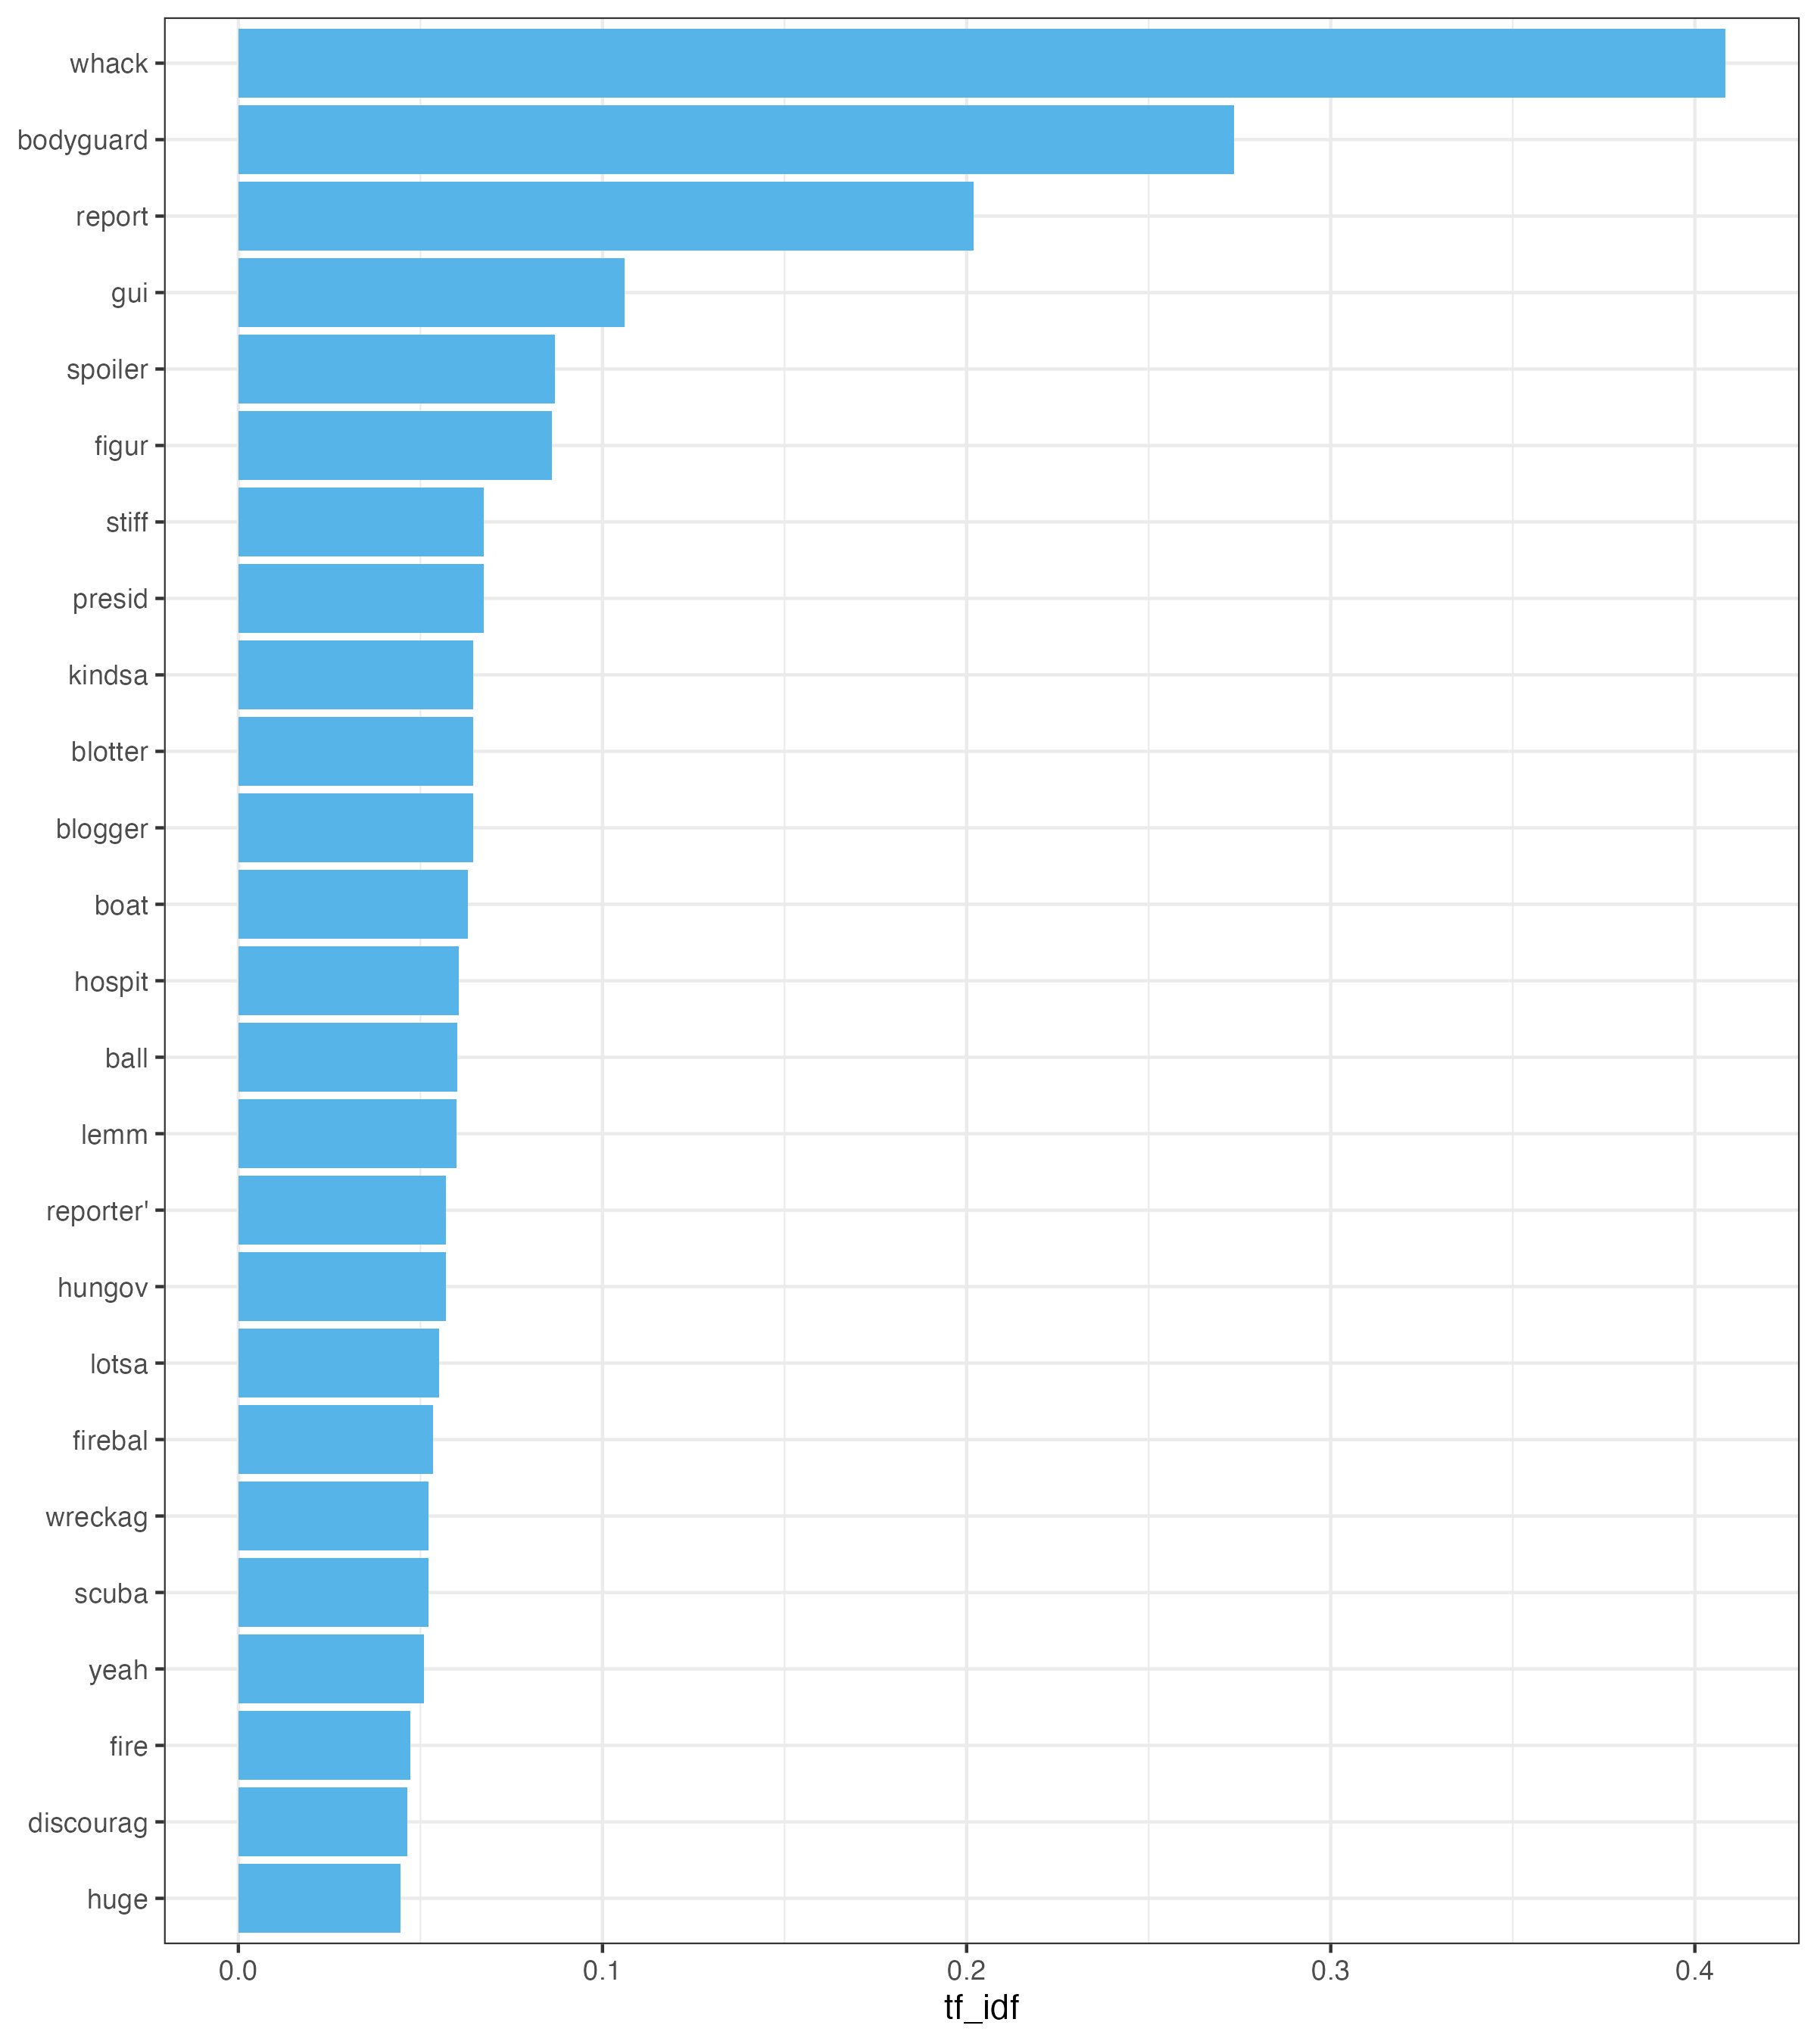 whack
bodyguard
report
gui
spoiler
figur
stiff
presid
kindsa
blotter
blogger
boat
hospit
ball
lemm
reporter'
hungov
lotsa
firebal
wreckag
scuba
yeah
fire
discourag
huge
0.0 0.1 0.2 0.3 0.4
tf_idf